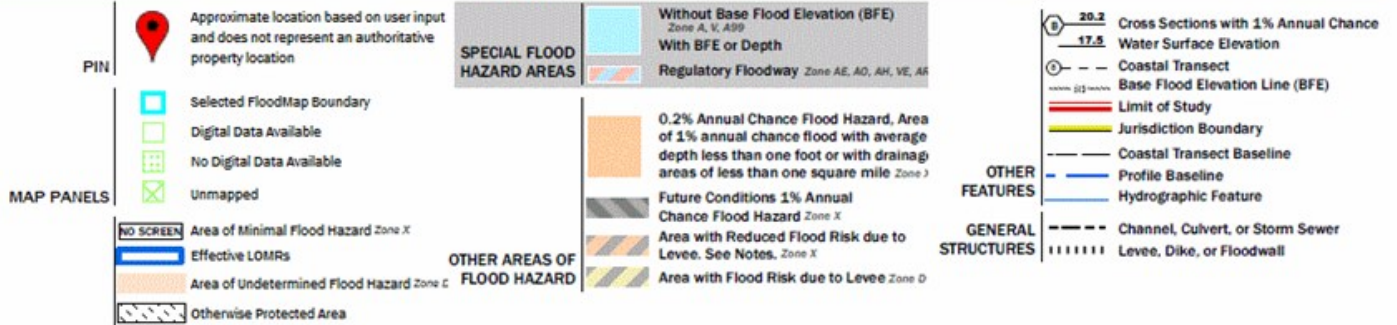 PIN
Approximate location based on user input
and does not represent an authoritative
property location
MAP PANELS
Selected FloodMap Boundary
Digital Data Available
No Digital Data Available
Unmapped
NO SCREEN Area of Minimal Flood Hazard Zone X
Effective LOMRs
Area of Undetermined Flood Hazard Zone
Otherwise Protected Area
SPECIAL FLOOD
HAZARD AREAS
Without Base Flood Elevation (BFE)
Zone A, V, A99
With BFE or Depth
Regulatory Floodway Zone AE, AO, AH, VE, AR
OTHER AREAS OF
FLOOD HAZARD
0.2% Annual Chance Flood Hazard, Area
of 1% annual chance flood with average
depth less than one foot or with drainag
areas of less than one square mile Zone
Future Conditions 1% Annual
Chance Flood Hazard Zone X
Area with Reduced Flood Risk due to
Levee. See Notes. Zone X
Area with Flood Risk due to Levee Zone D
OTHER
FEATURES
B 20.2 Cross Sections with 1% Annual Chance
17.5 Water Surface Elevation
8 Coastal Transect
Base Flood Elevation Line (BFE)
Limit of Study
Jurisdiction Boundary
Coastal Transect Baseline
Profile Baseline
Hydrographic Feature
GENERAL
STRUCTURES
Channel, Culvert, or Storm Sewer
Levee, Dike, or Floodwall